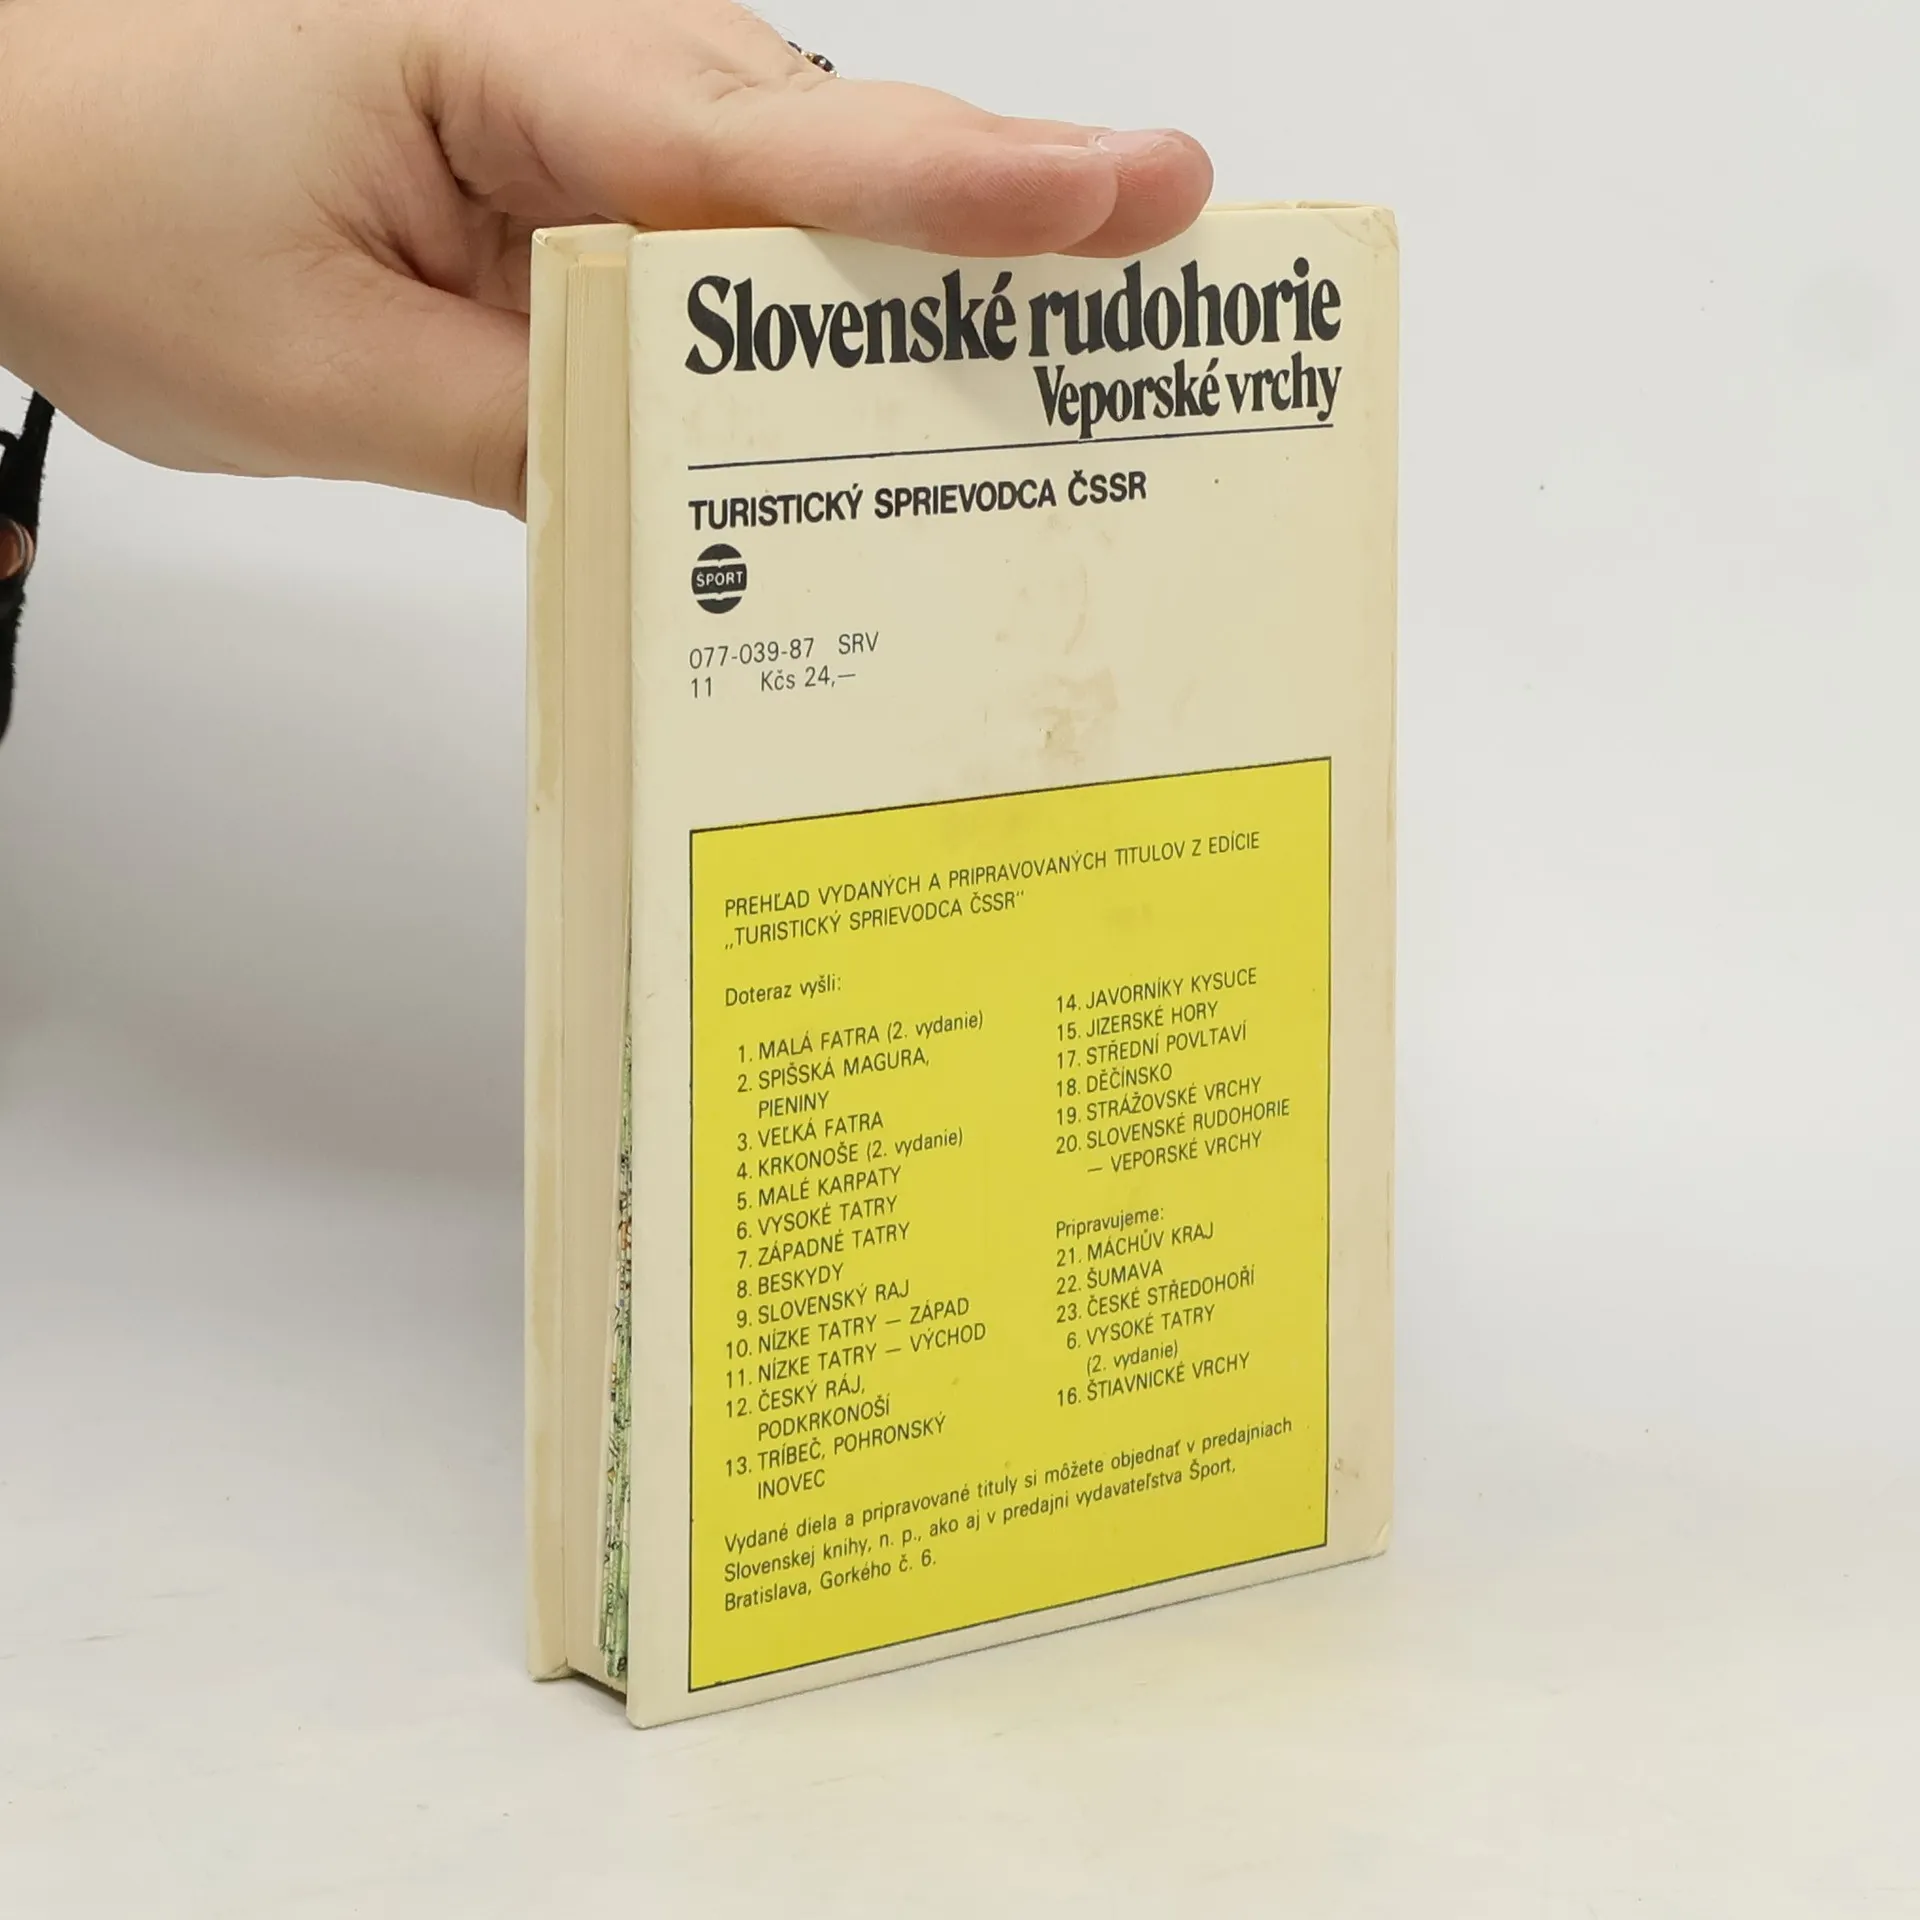 Slovenské rudohorie
Veporské vrchy
TURISTICKÝ SPRIEVODCA ČSSR
ŠPORT
077-039-87 SRV
11 Kčs 24,—
PREHĽAD VYDANÝCH A PRIPRAVOVANÝCH TITULOV Z EDÍCIE
„TURISTICKÝ SPRIEVODCA ČSSR“
Doteraz vyšli:
1. MALÁ FATRA (2. vydanie)
2. SPIŠSKÁ MAGURA,
PIENINY
3. VEĽKÁ FATRA
4. KRKONOŠE (2. vydanie)
5. MALÉ KARPATY
6. VYSOKÉ TATRY
7. ZÁPADNÉ TATRY
8. BESKYDY
9. SLOVENSKÝ RAJ
10. NÍZKE TATRY — ZÁPAD
11. NÍZKE TATRY — VÝCHOD
12. ČESKÝ RÁJ,
PODKRKONOŠÍ
13. TRÍBEČ, POHRONSKÝ
INOVEC
14. JAVORNÍKY KYSUCE
15. JIZERSKÉ HORY
17. STŘEDNÍ POVLTAVÍ
18. DĚČÍNSKO
19. STRÁŽOVSKÉ VRCHY
20. SLOVENSKÉ RUDOHORIE
— VEPORSKÉ VRCHY
Pripravujeme:
21. MÁCHŮV KRAJ
22. ŠUMAVA
23. ČESKÉ STŘEDOHOŘÍ
6. VYSOKÉ TATRY
(2. vydanie)
16. ŠTIAVNICKÉ VRCHY
Vydané diela a pripravované tituly si môžete objednať v predajniach
Slovenskej knihy, n. p., ako aj v predajni vydavateľstva Šport,
Bratislava, Gorkého č. 6.